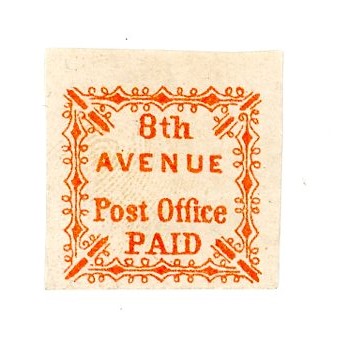 8th
AVENUE
Post Office
PAID